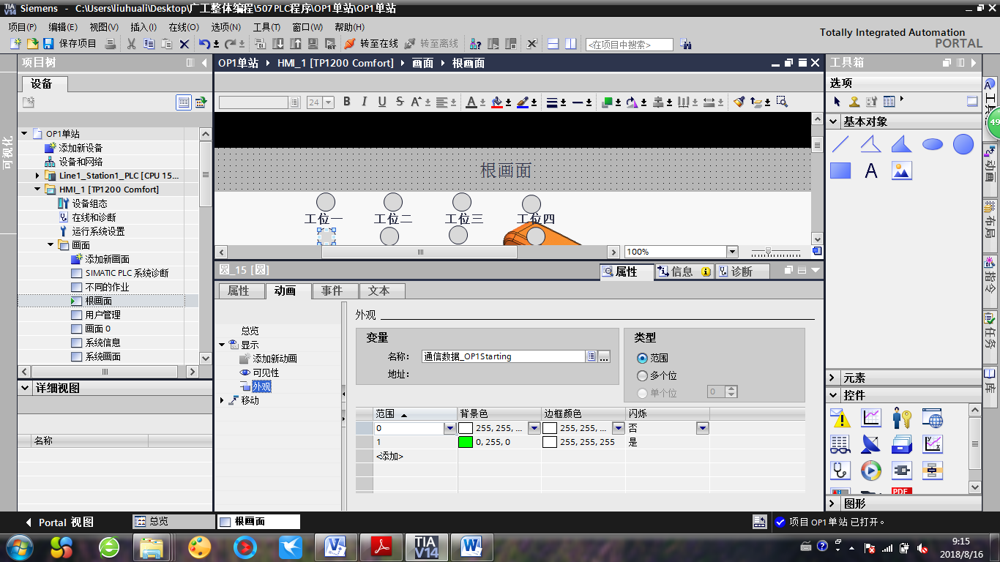 TIA V14 Siemens - C:\Users\liuhuali\Desktop\广工整体编程\507PLC程序\OP1单站\OP1单站
项目(P) 编辑(E) 视图(V) 插入(I) 在线(O) 选项(N) 工具(T) 窗口(W) 帮助(H)
Totally Integrated Automation
PORTAL
保存项目 转至在线 转至离线 <在项目中搜索>
项目树
设备
可视化
OP1单站
添加新设备
设备和网络
Line1_Station1_PLC [CPU 15...
HMI_1 [TP1200 Comfort]
设备组态
在线和诊断
运行系统设置
画面
添加新画面
SIMATIC PLC 系统诊断
不同的作业
根画面
用户管理
画面 0
系统信息
系统画面
详细视图
名称
OP1单站 HMI_1 [TP1200 Comfort] 画面 根画面
24 B I U S A A
根画面
工位一 工位二 工位三 工位四
100%
圆_15 [圆]
属性 信息 诊断
属性 动画 事件 文本
总览
显示
添加新动画
可见性
外观
移动
外观
变量
名称: 通信数据_OP1Starting ...
地址:
类型
范围
多个位
单个位 0
范围 背景色 边框颜色 闪烁
0 255, 255, ... 255, 255, ... 否
1 0, 255, 0 255, 255, 255 是
<添加>
工具箱
选项
基本对象
A
元素
控件
PDF
图形
动画
布局
指令
任务
库
49
Portal 视图 总览 根画面
项目 OP1单站 已打开。
TIA V14
9:15
2018/8/16